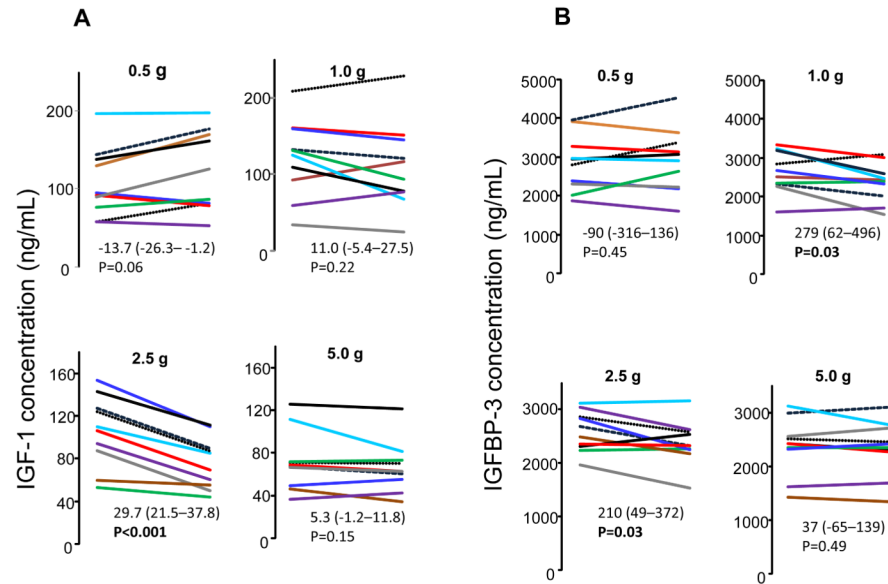 A
IGF-1 concentration (ng/mL)
0.5 g
200
100
0
-13.7 (-26.3– -1.2)
P=0.06
1.0 g
200
100
0
11.0 (-5.4–27.5)
P=0.22
2.5 g
160
120
80
40
0
29.7 (21.5–37.8)
P<0.001
5.0 g
160
120
80
40
0
5.3 (-1.2–11.8)
P=0.15
B
IGFBP-3 concentration (ng/mL)
0.5 g
5000
4000
3000
2000
1000
0
-90 (-316–136)
P=0.45
1.0 g
5000
4000
3000
2000
1000
0
279 (62–496)
P=0.03
2.5 g
3000
2000
1000
0
210 (49–372)
P=0.03
5.0 g
3000
2000
1000
0
37 (-65–139)
P=0.49